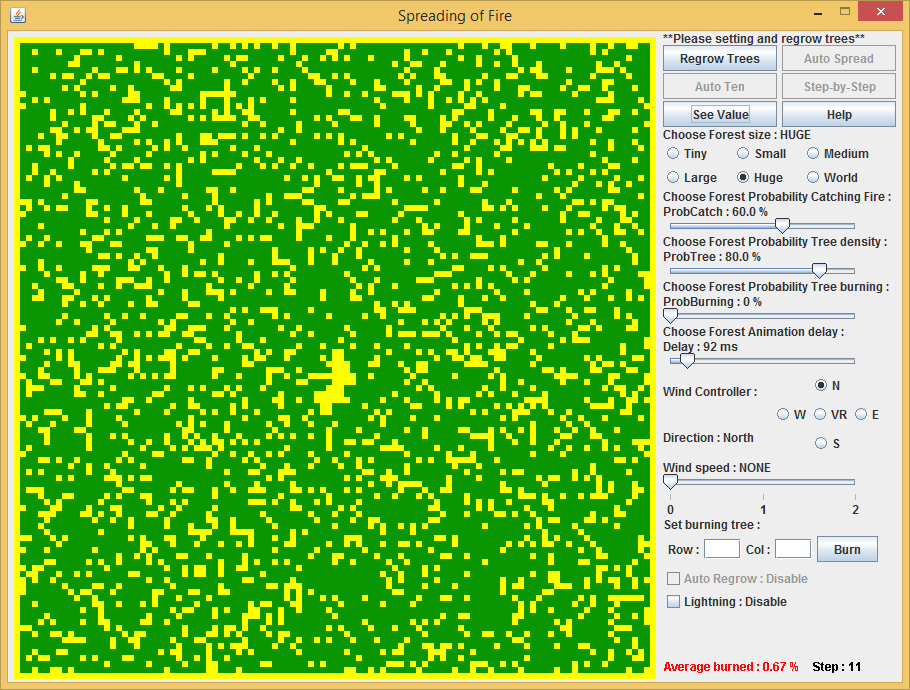 Spreading of Fire
**Please setting and regrow trees**
Regrow Trees Auto Spread
Auto Ten Step-by-Step
See Value Help
Choose Forest size : HUGE
Tiny Small Medium
Large Huge World
Choose Forest Probability Catching Fire :
ProbCatch : 60.0 %
Choose Forest Probability Tree density :
ProbTree : 80.0 %
Choose Forest Probability Tree burning :
ProbBurning : 0 %
Choose Forest Animation delay :
Delay : 92 ms
N
Wind Controller :
W VR E
Direction : North
S
Wind speed : NONE
0 1 2
Set burning tree :
Row : Col : Burn
Auto Regrow : Disable
Lightning : Disable
Average burned : 0.67 % Step : 11